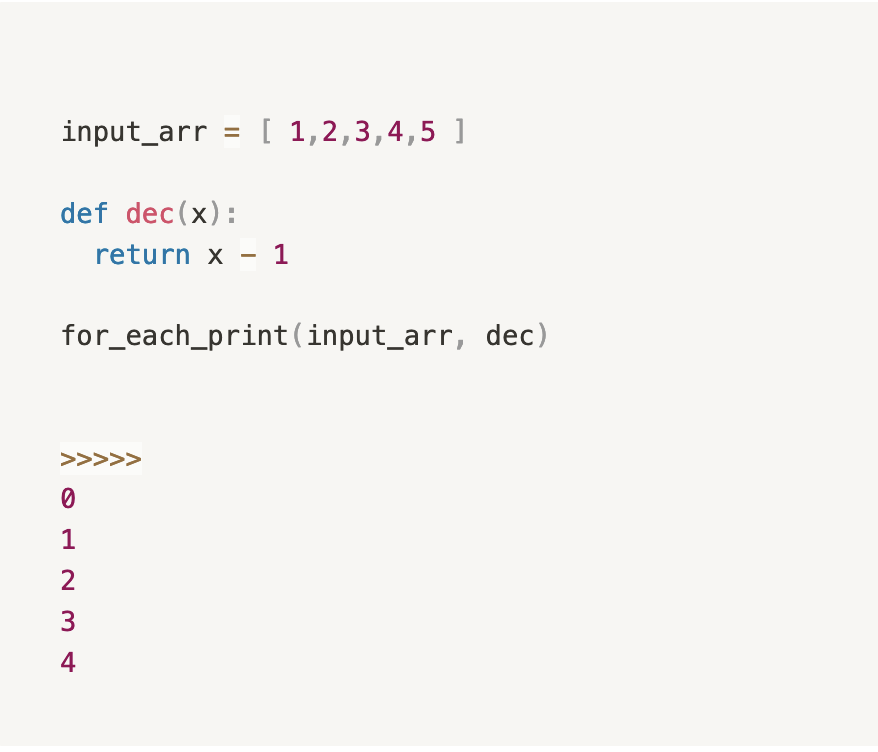 input_arr = [ 1,2,3,4,5 ]
def dec(x):
  return x - 1
for_each_print(input_arr, dec)
>>>>>
0
1
2
3
4